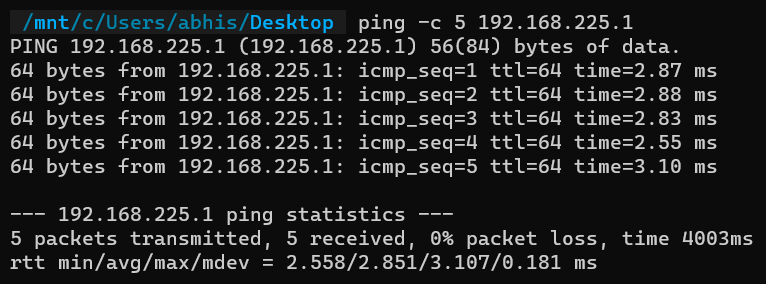 /mnt/c/Users/abhis/Desktop ping -c 5 192.168.225.1
PING 192.168.225.1 (192.168.225.1) 56(84) bytes of data.
64 bytes from 192.168.225.1: icmp_seq=1 ttl=64 time=2.87 ms
64 bytes from 192.168.225.1: icmp_seq=2 ttl=64 time=2.88 ms
64 bytes from 192.168.225.1: icmp_seq=3 ttl=64 time=2.83 ms
64 bytes from 192.168.225.1: icmp_seq=4 ttl=64 time=2.55 ms
64 bytes from 192.168.225.1: icmp_seq=5 ttl=64 time=3.10 ms

--- 192.168.225.1 ping statistics ---
5 packets transmitted, 5 received, 0% packet loss, time 4003ms
rtt min/avg/max/mdev = 2.558/2.851/3.107/0.181 ms